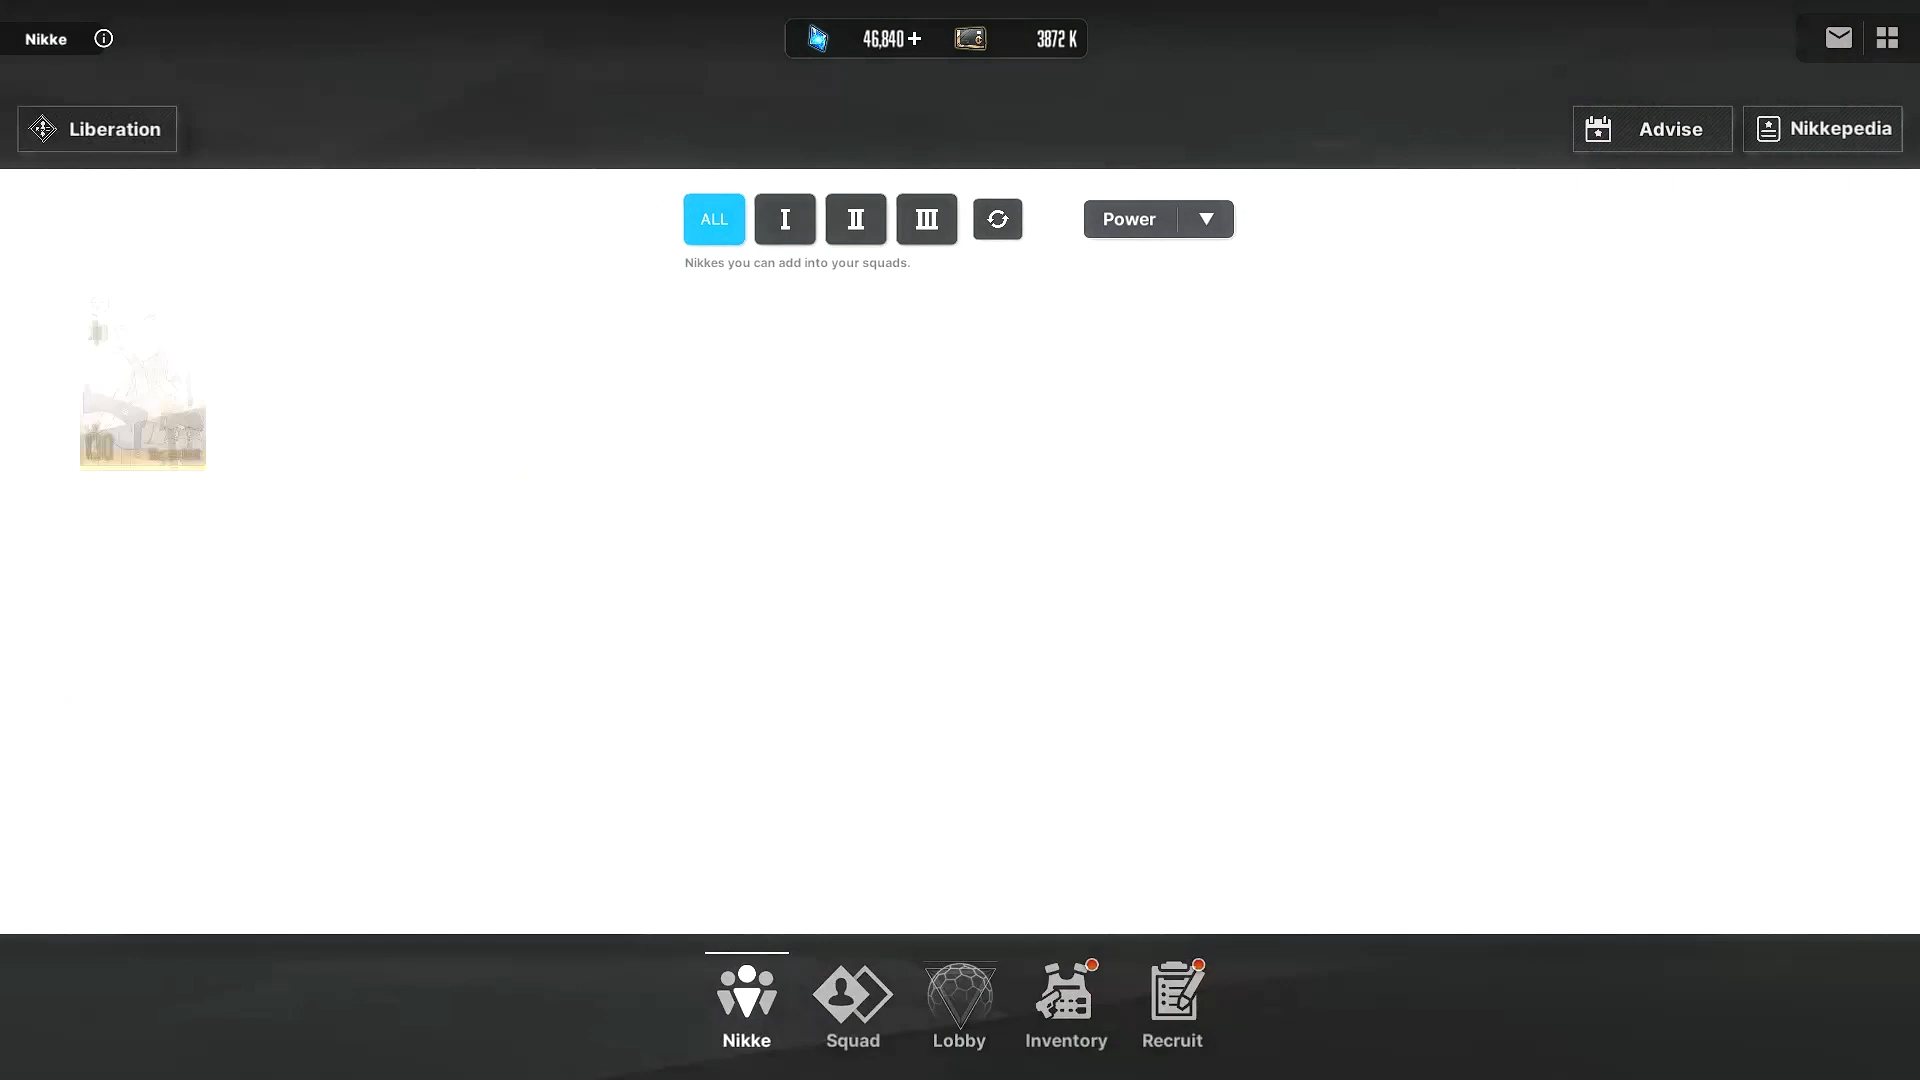 Nikke
46,840
3872 K
Liberation
Advise
Nikkepedia
ALL
I
II
III
Power
Nikkes you can add into your squads.
Nikke
Squad
Lobby
Inventory
Recruit